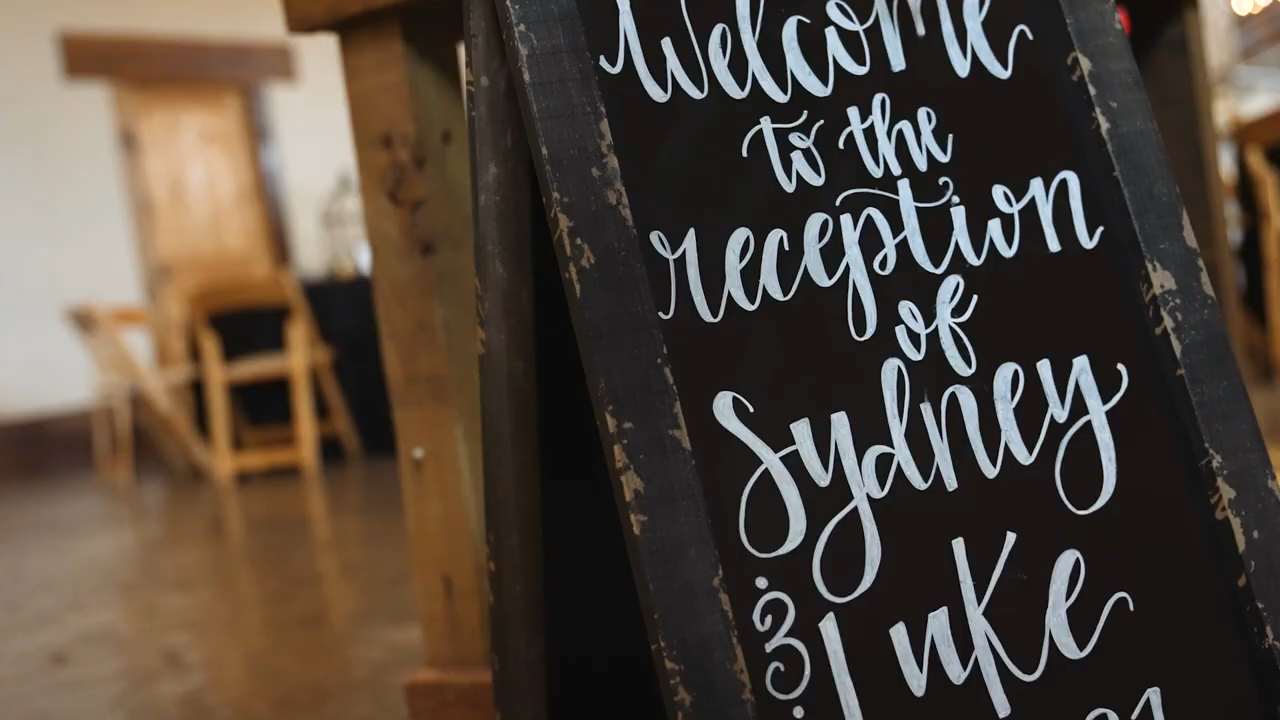 Welcome
to the
reception
of
Sydney
& Luke